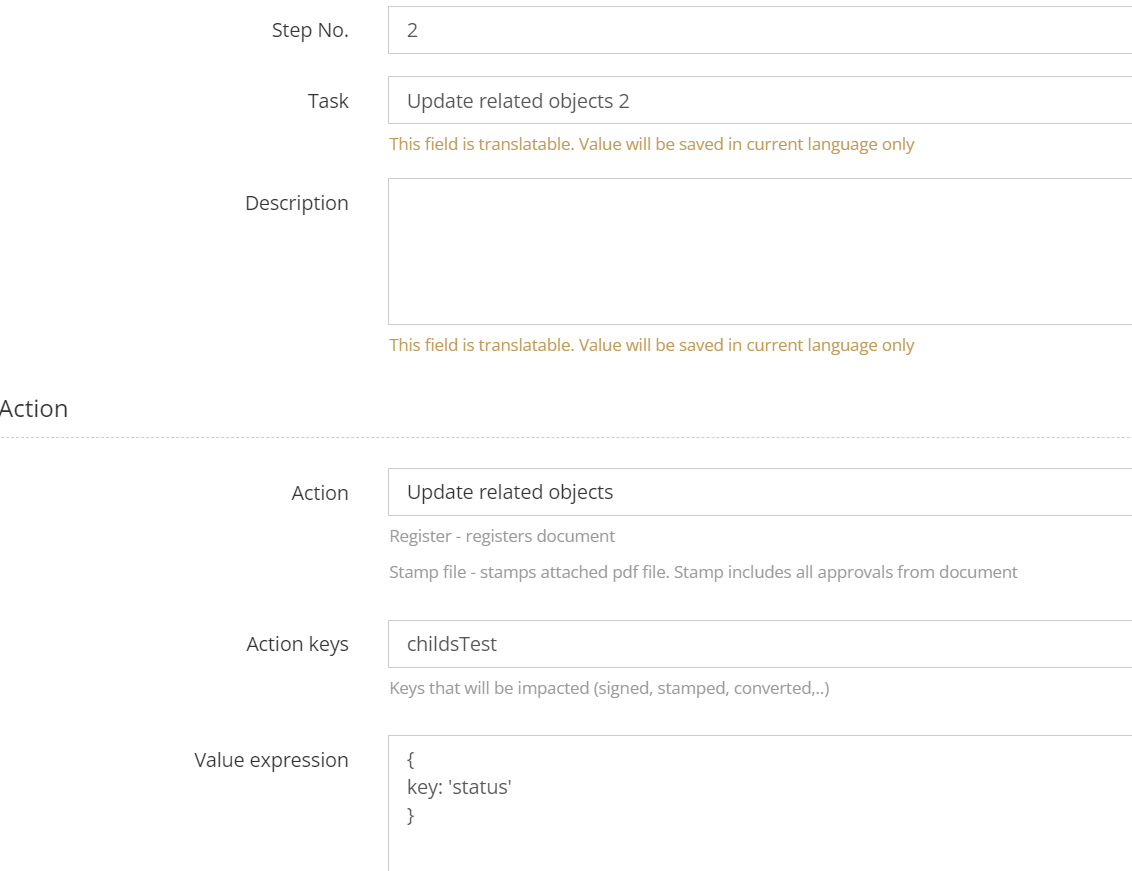 Step No. 2
Task Update related objects 2
This field is translatable. Value will be saved in current language only
Description
This field is translatable. Value will be saved in current language only
Action
Action Update related objects
Register - registers document
Stamp file - stamps attached pdf file. Stamp includes all approvals from document
Action keys childsTest
Keys that will be impacted (signed, stamped, converted,..)
Value expression {
key: 'status'
}